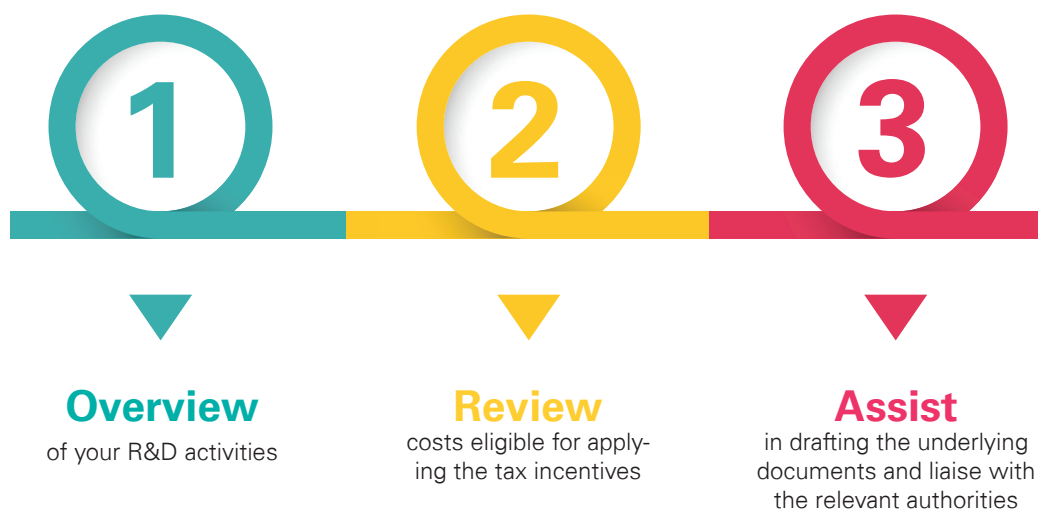 1
2
3
Overview
of your R&D activities
Review
costs eligible for apply-
ing the tax incentives
Assist
in drafting the underlying
documents and liaise with
the relevant authorities